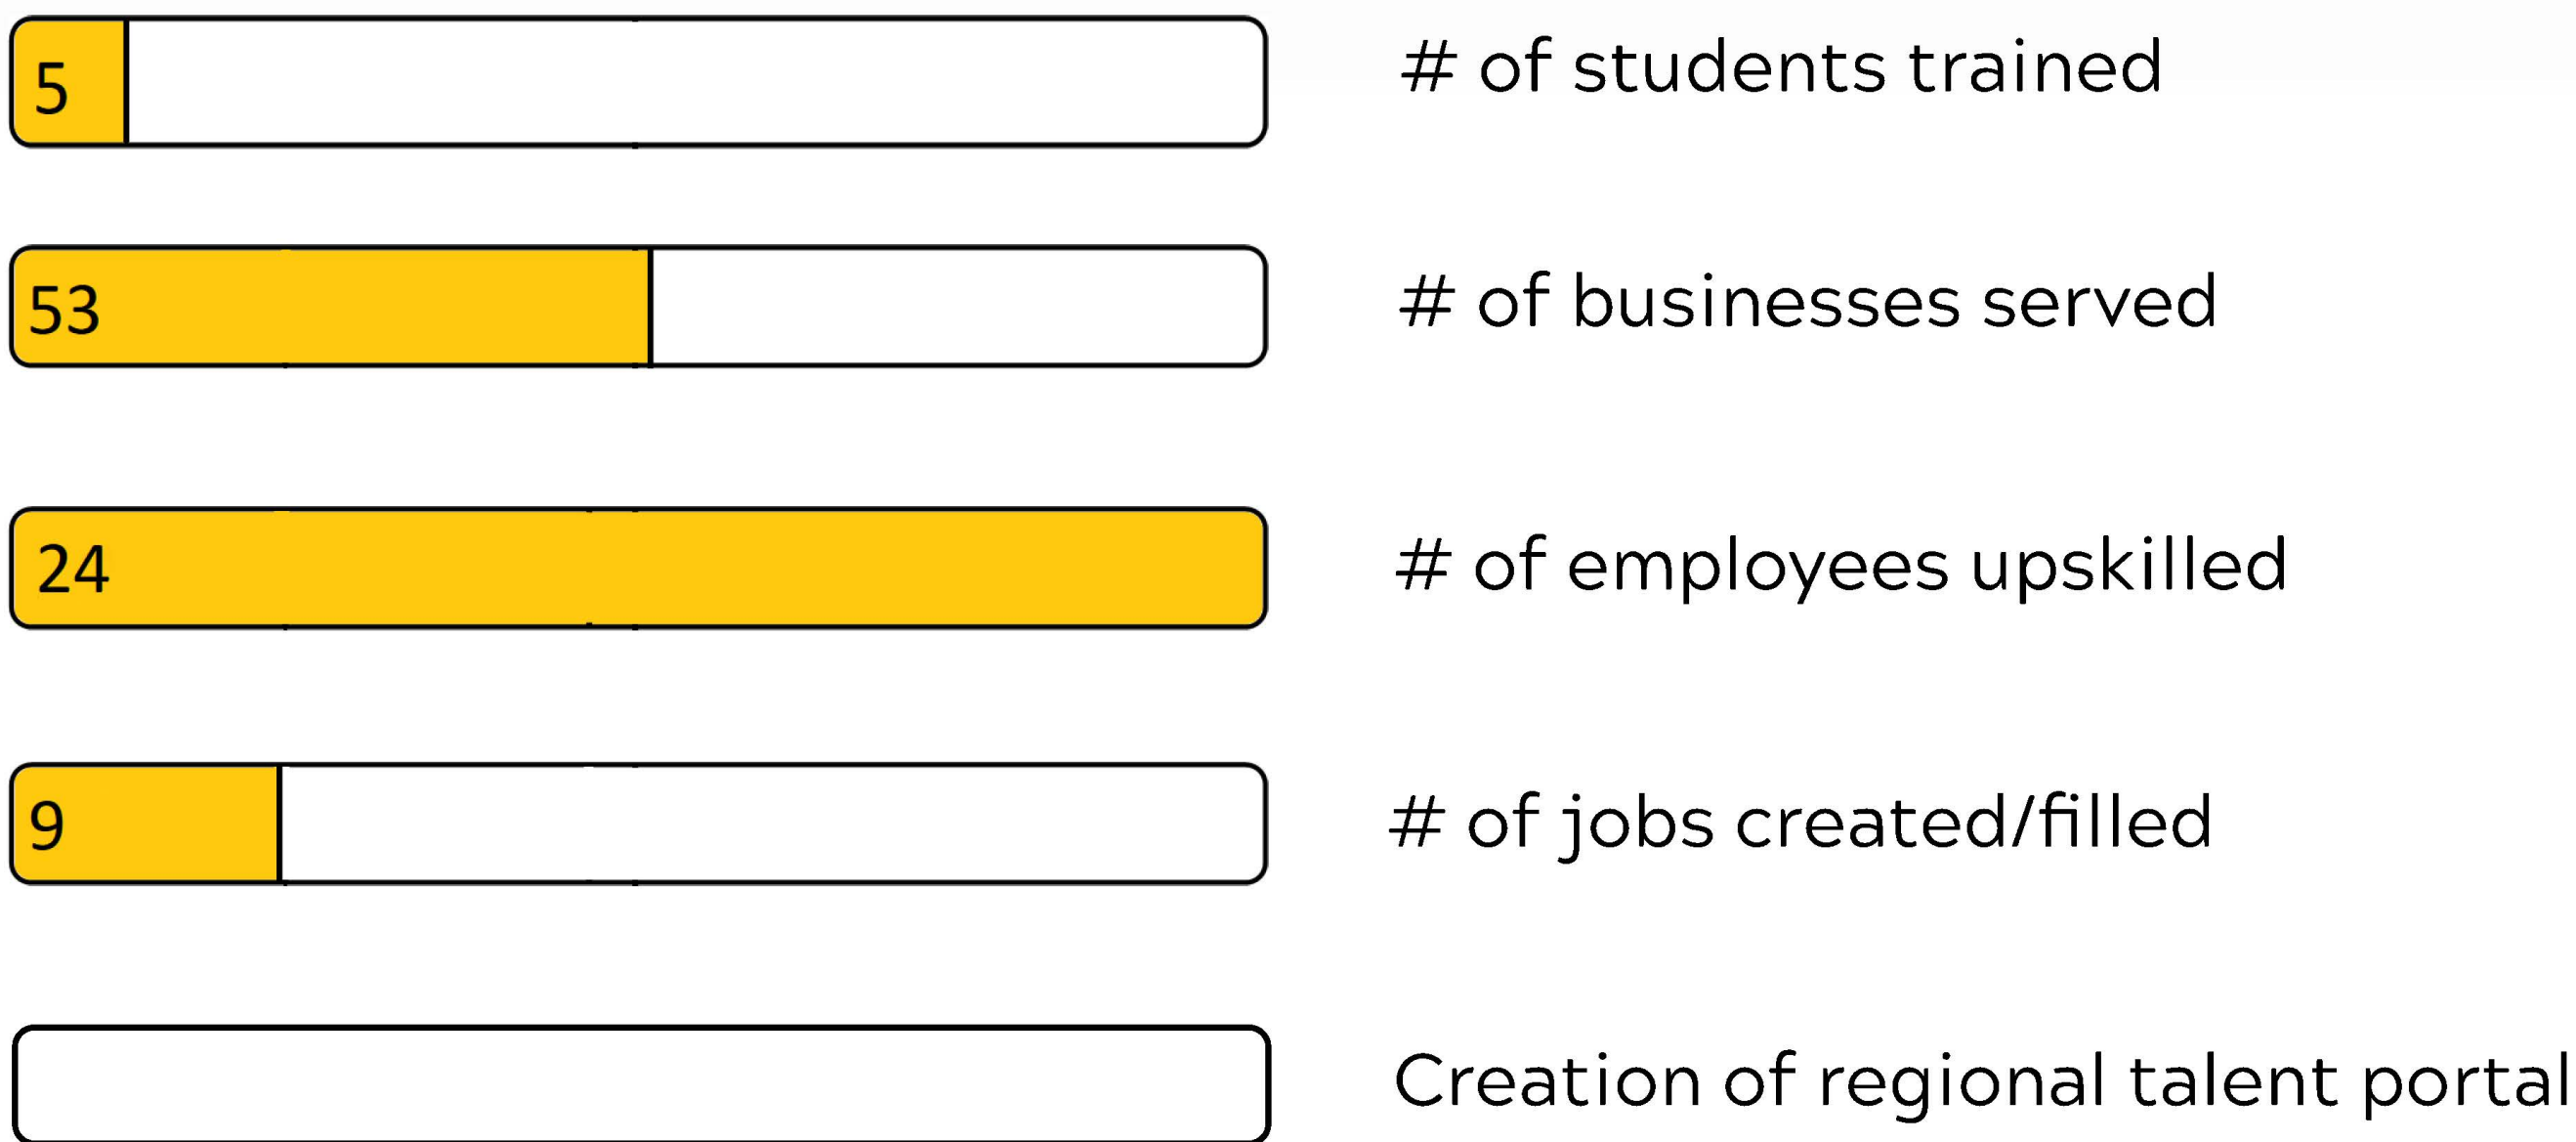 5 # of students trained
53 # of businesses served
24 # of employees upskilled
9 # of jobs created/filled
Creation of regional talent portal